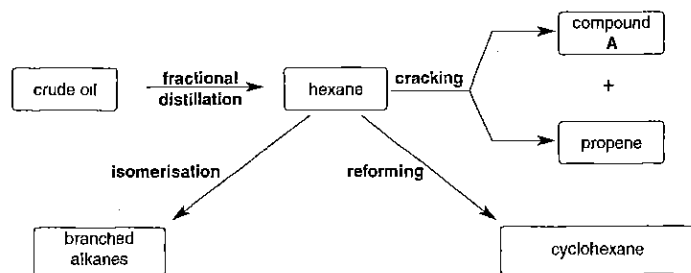 compound
A
fractional
distillation
cracking
crude oil
hexane
+
propene
isomerisation
reforming
branched
alkanes
cyclohexane